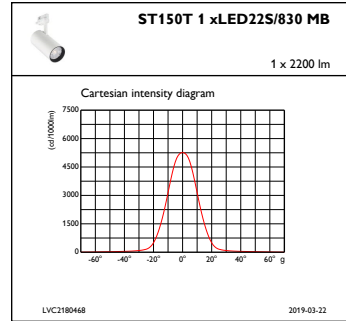 ST150T 1 xLED22S/830 MB
1 x 2200 lm
Cartesian intensity diagram
(cd/1000lm)
7500
6000
4500
3000
1500
0
-60° -40° -20° 0° 20° 40° 60° g
LVC2180468 2019-03-22